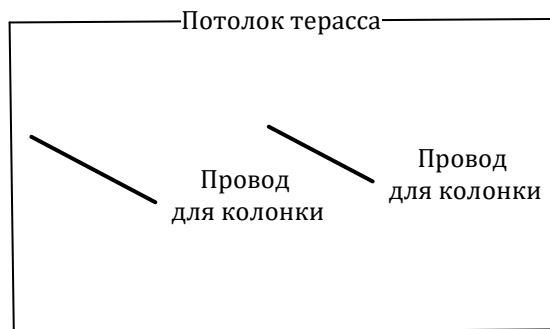 Потолок терасса
Провод
для колонки
Провод
для колонки